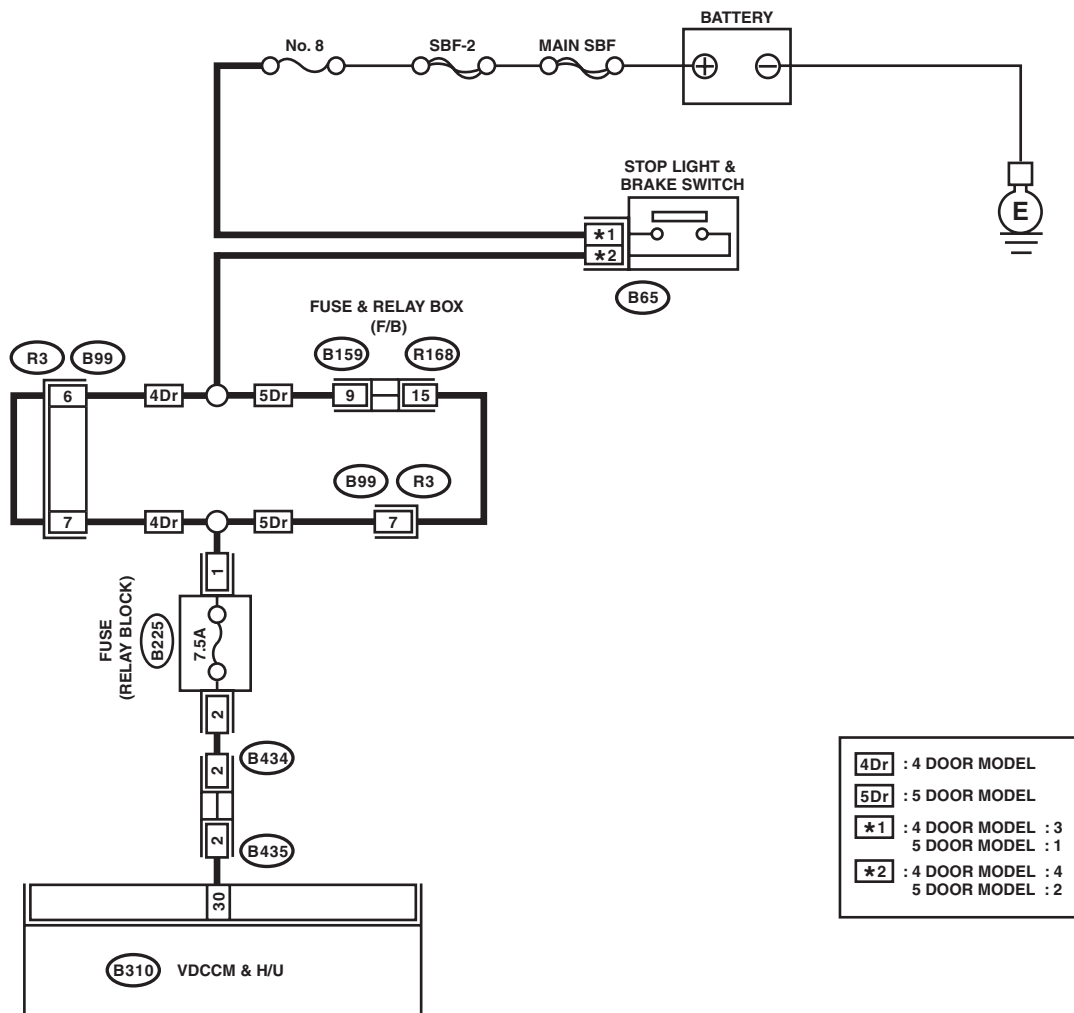 BATTERY
No. 8
SBF-2
MAIN SBF
STOP LIGHT &
BRAKE SWITCH
E
*1
*2
B65
FUSE & RELAY BOX
(F/B)
R3
B99
B159
R168
6
4Dr
5Dr
9
15
B99
R3
7
4Dr
5Dr
7
1
FUSE
(RELAY BLOCK)
B225
7.5A
2
2
B434
2
B435
30
B310
VDCCM & H/U
4Dr : 4 DOOR MODEL
5Dr : 5 DOOR MODEL
*1 : 4 DOOR MODEL : 3
5 DOOR MODEL : 1
*2 : 4 DOOR MODEL : 4
5 DOOR MODEL : 2